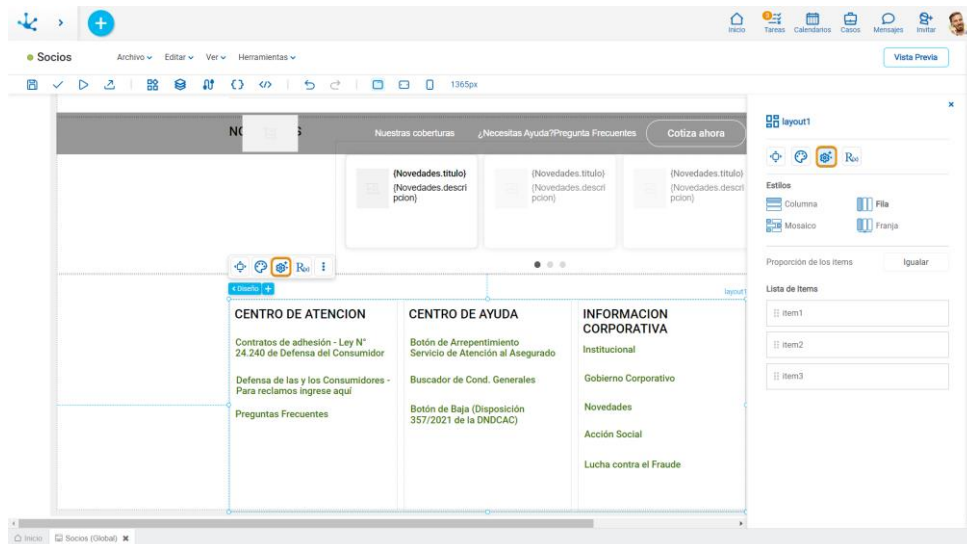 Inicio
Tareas
Calendarios
Casos
Mensajes
Invitar
Socios
Archivo
Editar
Ver
Herramientas
Vista Previa
1365px
NO S
Nuestras coberturas
¿Necesitas Ayuda?Pregunta Frecuentes
Cotiza ahora
{Novedades.titulo)
{Novedades.descri
pcion)
{Novedades.titulo)
{Novedades.descri
pcion)
{Novedades.titulo)
{Novedades.descri
pcion)
R(x)
< Diseño
+
layout1
CENTRO DE ATENCION
Contratos de adhesión - Ley N°
24.240 de Defensa del Consumidor
Defensa de las y los Consumidores -
Para reclamos ingrese aquí
Preguntas Frecuentes
CENTRO DE AYUDA
Botón de Arrepentimiento
Servicio de Atención al Asegurado
Buscador de Cond. Generales
Botón de Baja (Disposición
357/2021 de la DNDCAC)
INFORMACION
CORPORATIVA
Institucional
Gobierno Corporativo
Novedades
Acción Social
Lucha contra el Fraude
layout1
R(x)
Estilos
Columna
Fila
Mosaico
Franja
Proporción de los items
Igualar
Lista de Items
item1
item2
item3
Inicio
Socios (Global)